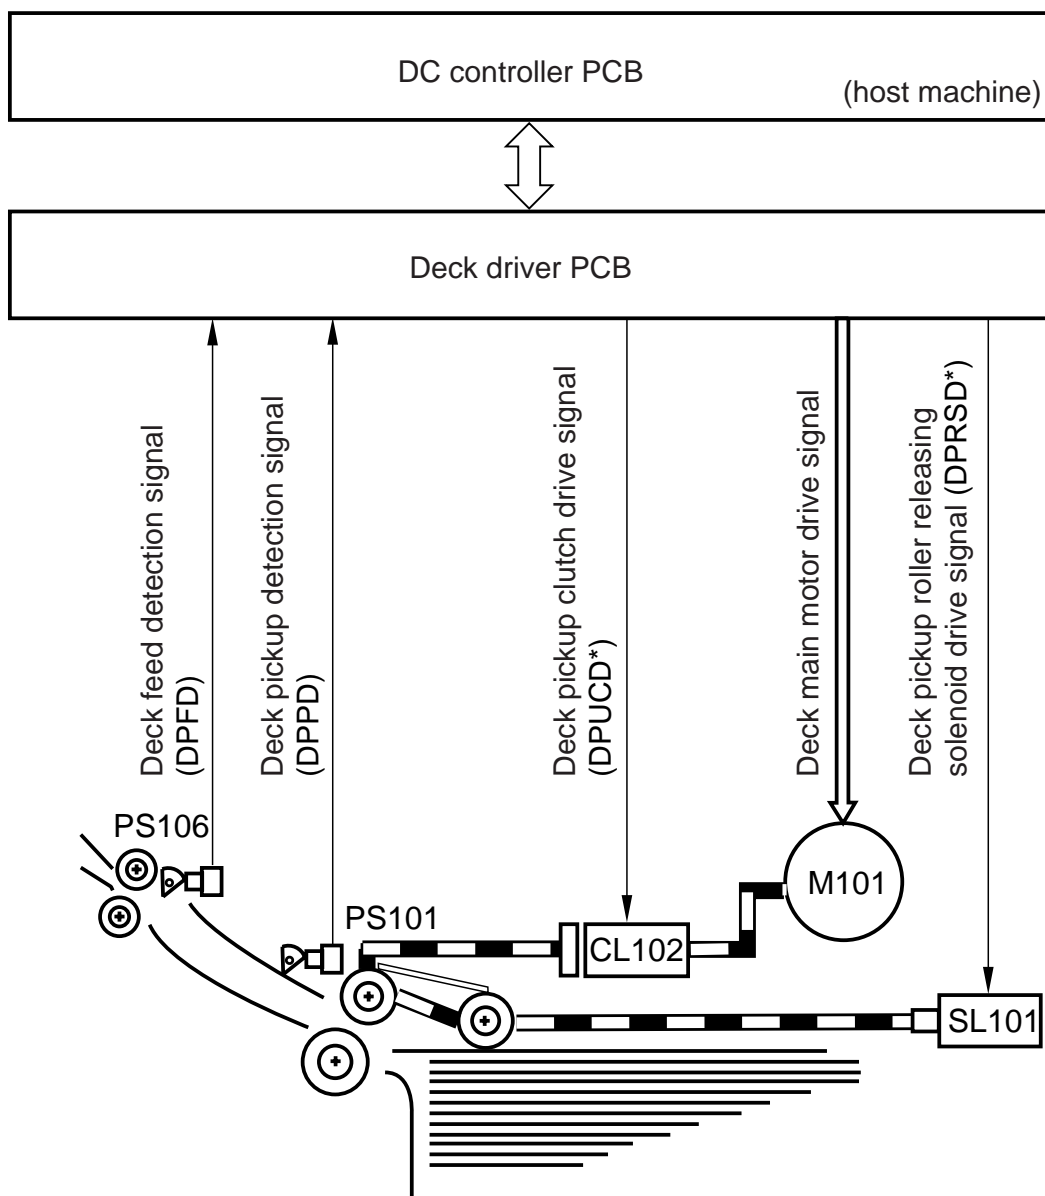 DC controller PCB
(host machine)
Deck driver PCB
Deck feed detection signal
(DPFD)
Deck pickup detection signal
(DPPD)
Deck pickup clutch drive signal
(DPUCD*)
Deck main motor drive signal
Deck pickup roller releasing
solenoid drive signal (DPRSD*)
PS106
PS101
CL102
M101
SL101